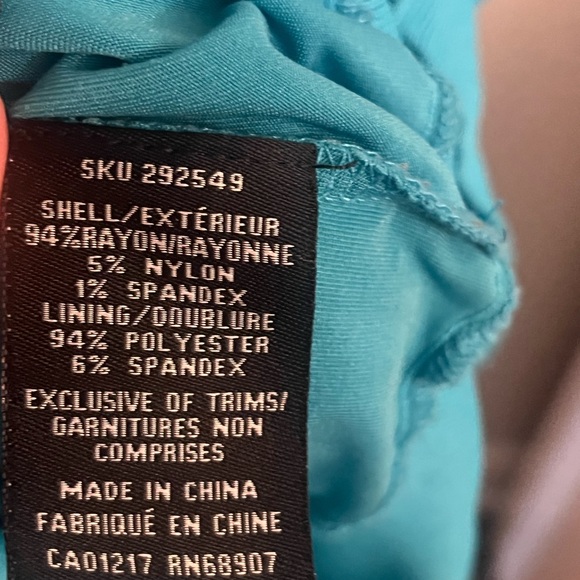 SKU 292549
SHELL/EXTÉRIEUR
94%RAYON/RAYONNE
5% NYLON
1% SPANDEX
LINING/DOUBLURE
94% POLYESTER
6% SPANDEX
EXCLUSIVE OF TRIMS/
GARNITURES NON
COMPRISES
MADE IN CHINA
FABRIQUÉ EN CHINE
CA01217 RN68907